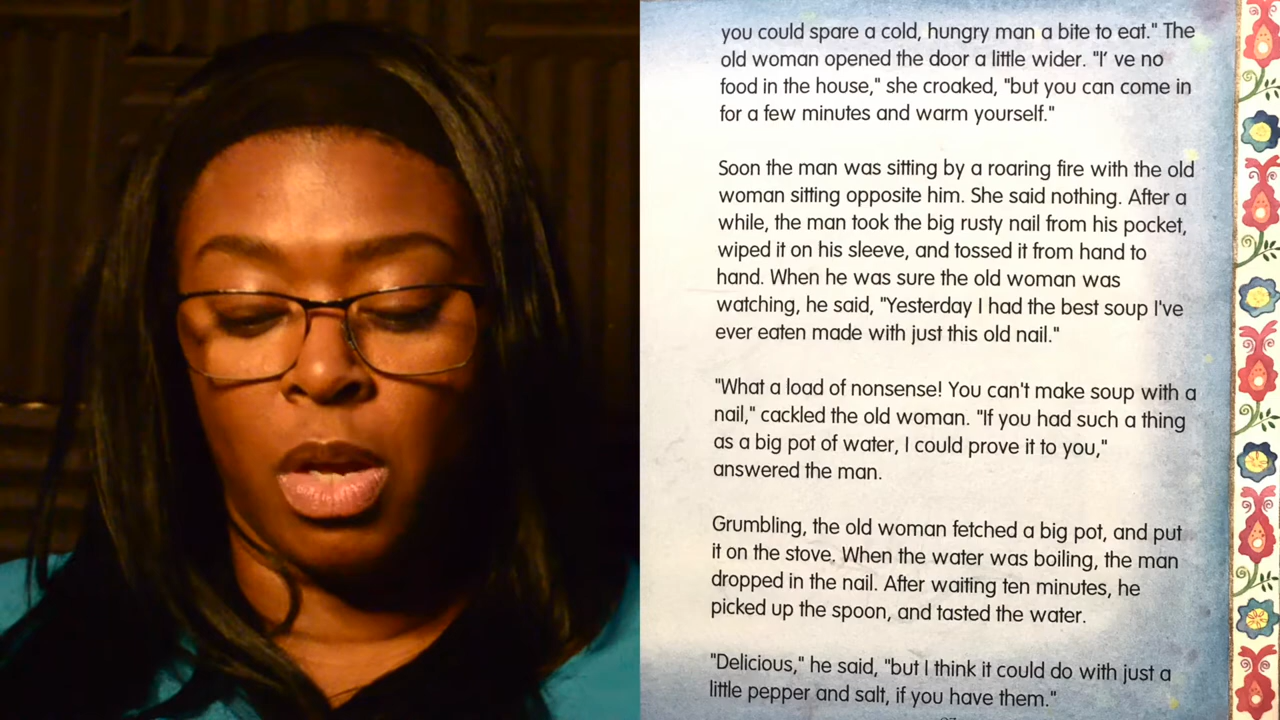 you could spare a cold, hungry man a bite to eat." The
old woman opened the door a little wider. "I' ve no
food in the house," she croaked, "but you can come in
for a few minutes and warm yourself."
Soon the man was sitting by a roaring fire with the old
woman sitting opposite him. She said nothing. After a
while, the man took the big rusty nail from his pocket,
wiped it on his sleeve, and tossed it from hand to
hand. When he was sure the old woman was
watching, he said, "Yesterday I had the best soup I've
ever eaten made with just this old nail."
"What a load of nonsense! You can't make soup with a
nail," cackled the old woman. "If you had such a thing
as a big pot of water, I could prove it to you,"
answered the man.
Grumbling, the old woman fetched a big pot, and put
it on the stove. When the water was boiling, the man
dropped in the nail. After waiting ten minutes, he
picked up the spoon, and tasted the water.
"Delicious," he said, "but I think it could do with just a
little pepper and salt, if you have them."